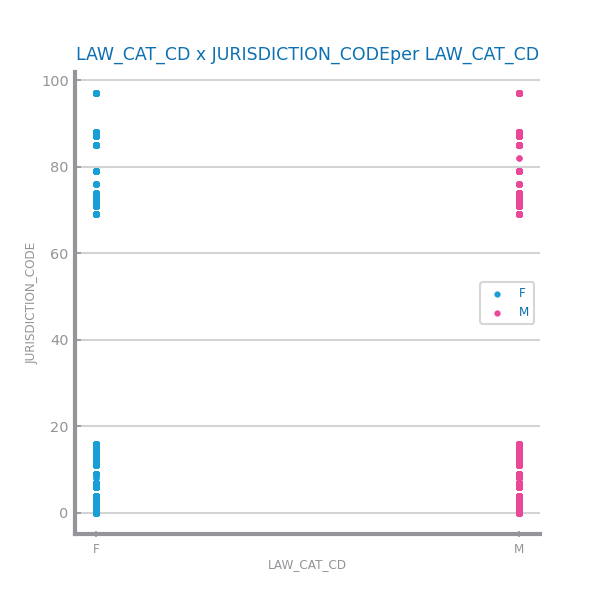 LAW_CAT_CD x JURISDICTION_CODEper LAW_CAT_CD
100
80
60
40
20
0
JURISDICTION_CODE
F
M
F
M
LAW_CAT_CD